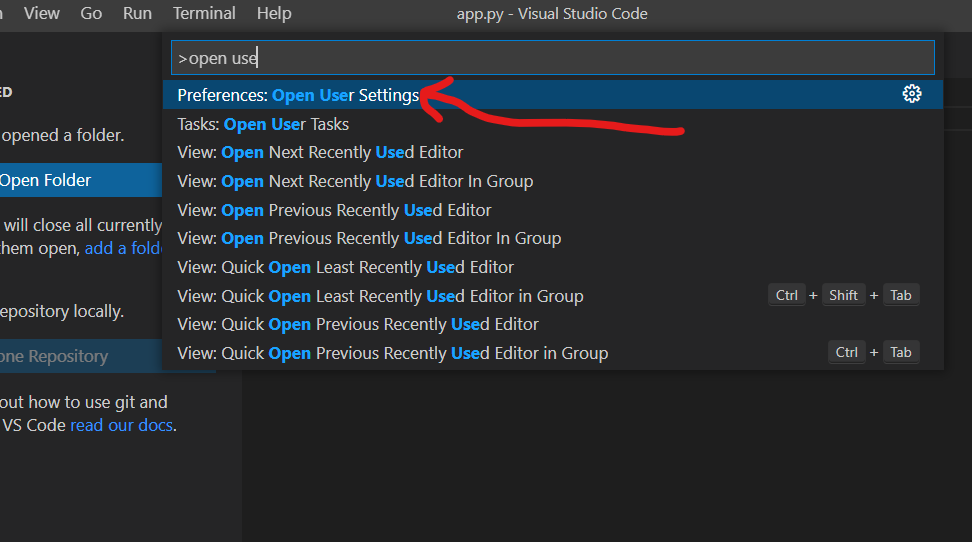 View Go Run Terminal Help app.py - Visual Studio Code
>open use
Preferences: Open User Settings
Tasks: Open User Tasks
View: Open Next Recently Used Editor
View: Open Next Recently Used Editor In Group
View: Open Previous Recently Used Editor
View: Open Previous Recently Used Editor In Group
View: Quick Open Least Recently Used Editor
View: Quick Open Least Recently Used Editor in Group Ctrl + Shift + Tab
View: Quick Open Previous Recently Used Editor
View: Quick Open Previous Recently Used Editor in Group Ctrl + Tab
ED
opened a folder.
Open Folder
will close all currently
them open, add a folde
epository locally.
one Repository
out how to use git and
VS Code read our docs.